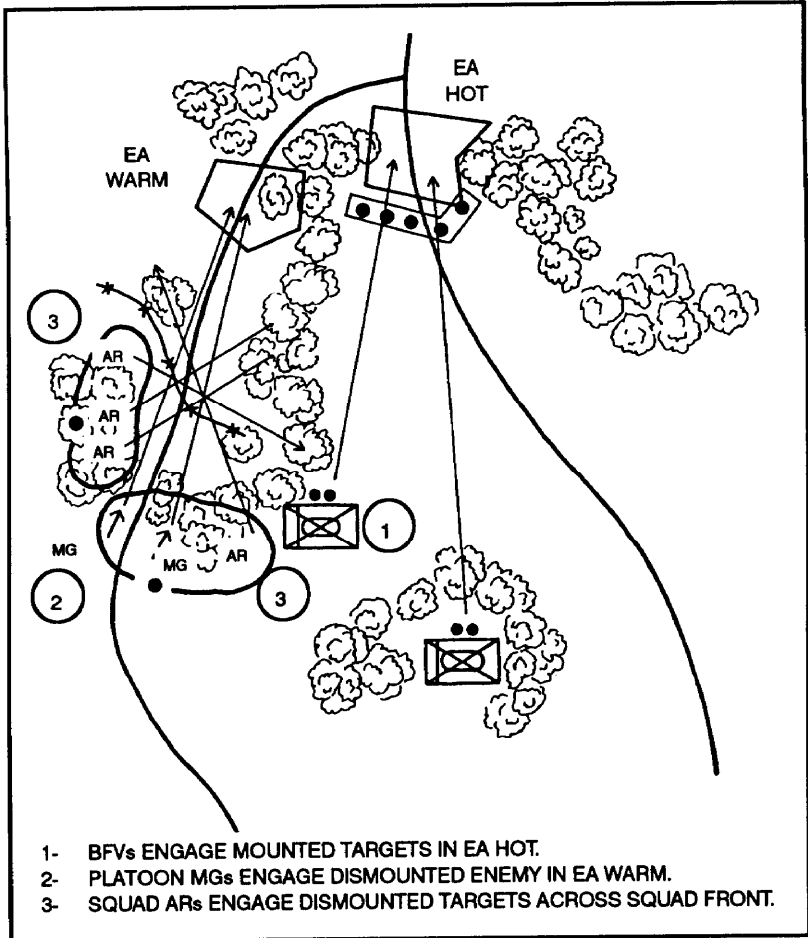 EA
HOT
EA
WARM
3
AR
AR
AR
1
MG
MG
AR
2
3
1- BFVs ENGAGE MOUNTED TARGETS IN EA HOT.
2- PLATOON MGs ENGAGE DISMOUNTED ENEMY IN EA WARM.
3- SQUAD ARs ENGAGE DISMOUNTED TARGETS ACROSS SQUAD FRONT.